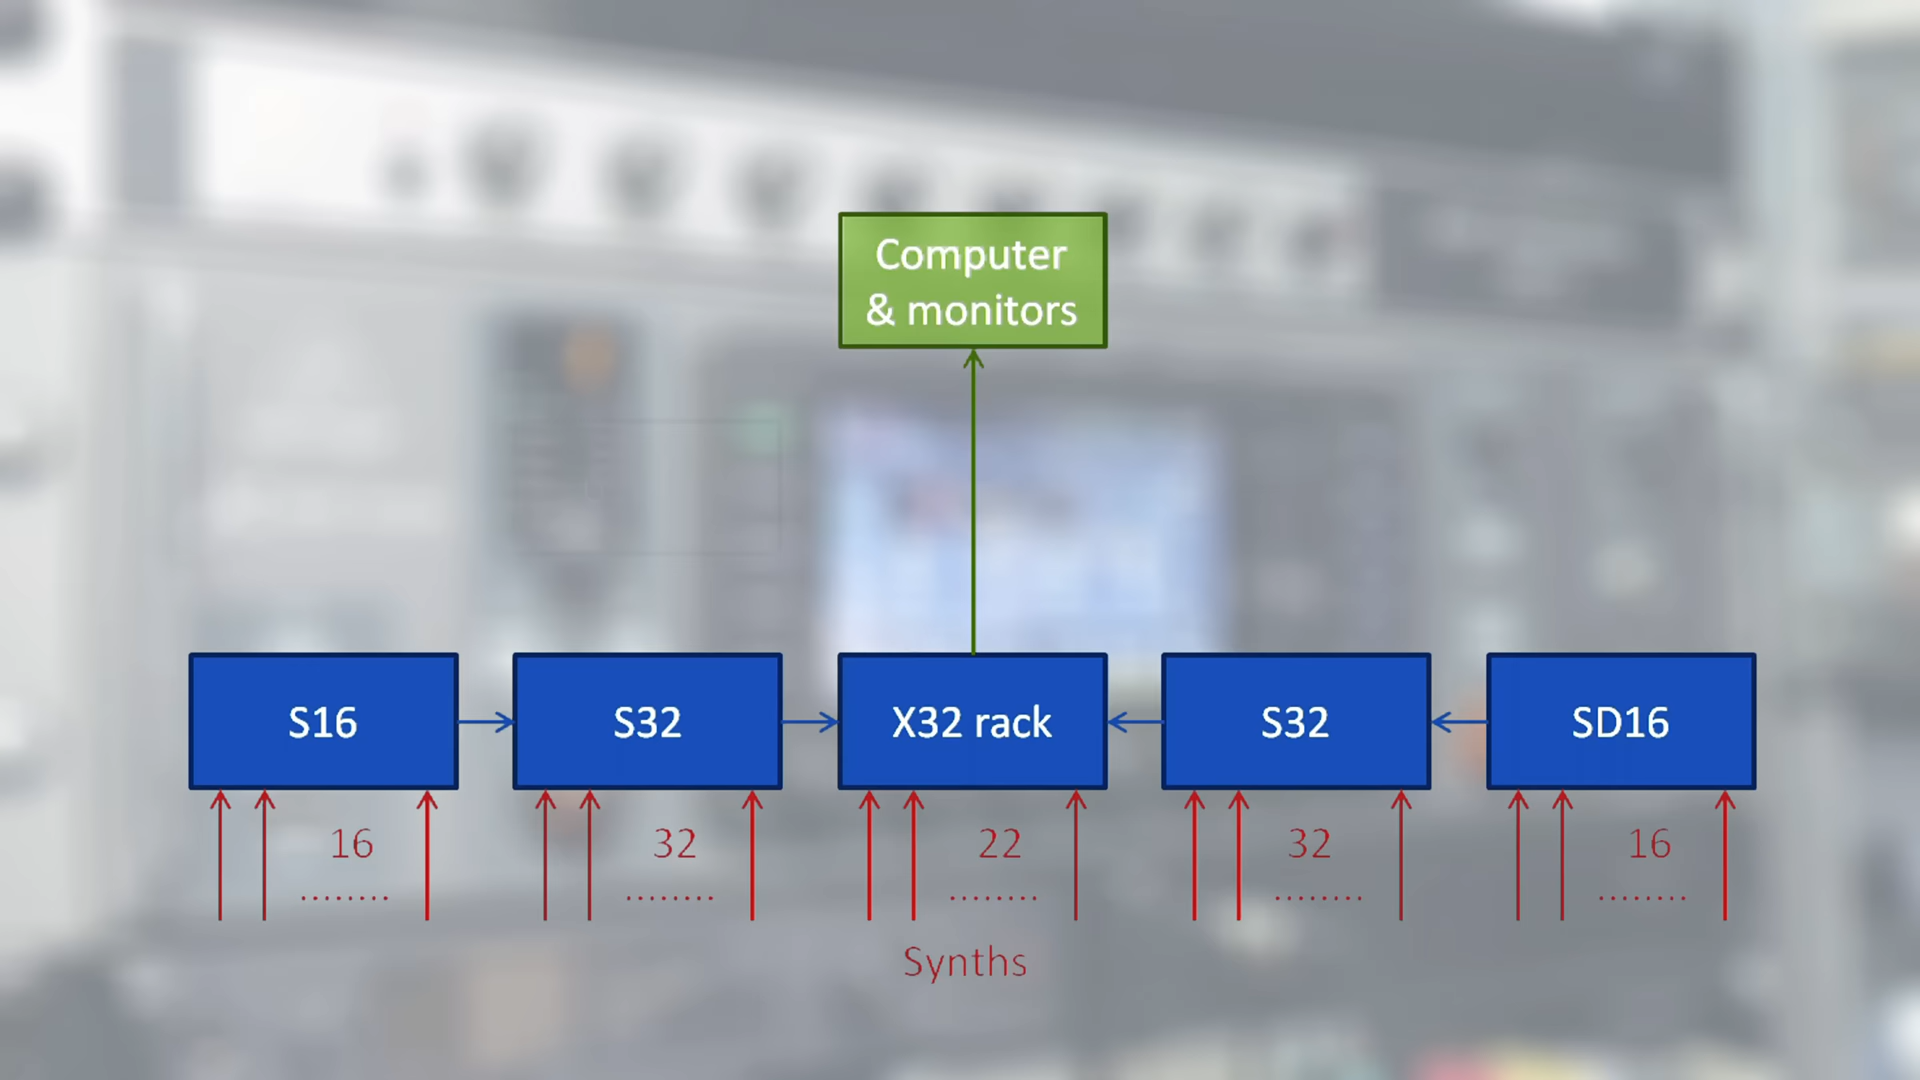 Computer
& monitors
S16
S32
X32 rack
S32
SD16
16
32
22
32
16
........
........
........
........
........
Synths